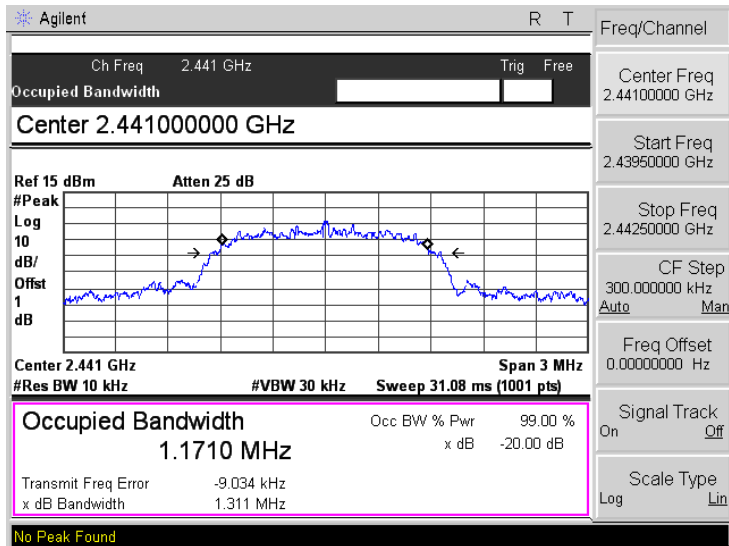 Agilent
R T
Ch Freq 2.441 GHz Trig Free
Occupied Bandwidth
Center 2.441000000 GHz
Ref 15 dBm Atten 25 dB
#Peak
Log
10
dB/
Offst
1
dB
Center 2.441 GHz Span 3 MHz
#Res BW 10 kHz #VBW 30 kHz Sweep 31.08 ms (1001 pts)
Occupied Bandwidth
1.1710 MHz
Occ BW % Pwr 99.00 %
x dB -20.00 dB
Transmit Freq Error -9.034 kHz
x dB Bandwidth 1.311 MHz
No Peak Found
Freq/Channel
Center Freq
2.44100000 GHz
Start Freq
2.43950000 GHz
Stop Freq
2.44250000 GHz
CF Step
300.000000 kHz
Auto Man
Freq Offset
0.00000000 Hz
Signal Track
On Off
Scale Type
Log Lin